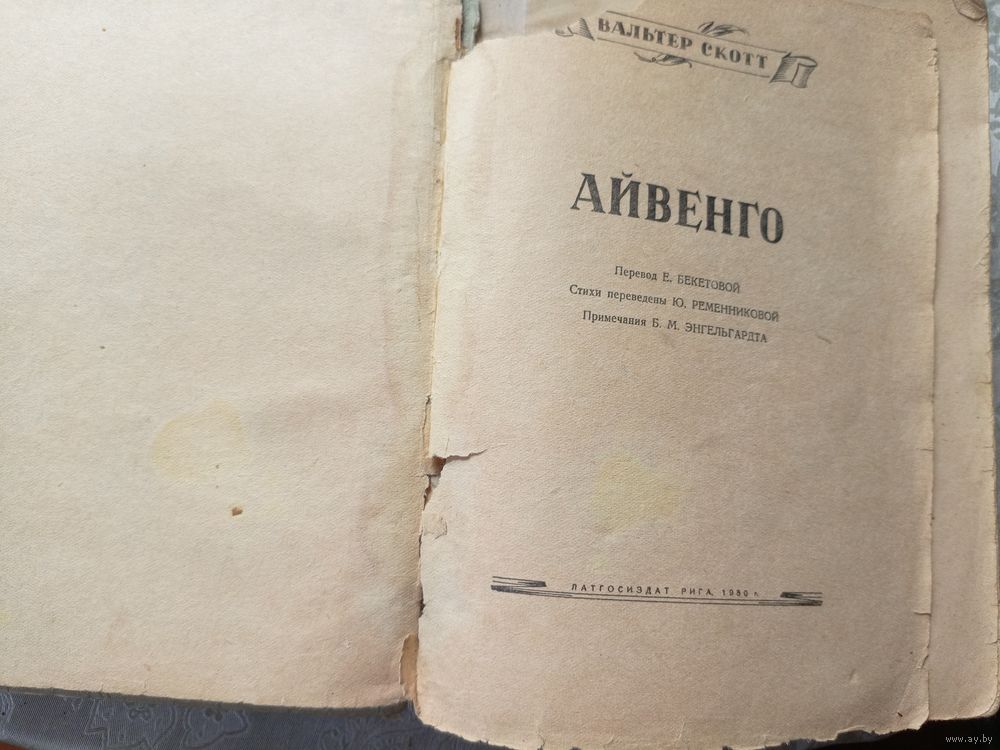 ВАЛЬТЕР СКОТТ
АЙВЕНГО
Перевод Е. БЕКЕТОВОЙ
Стихи переведены Ю. РЕМЕННИКОВОЙ
Примечания Б. М. ЭНГЕЛЬГАРДТА
ЛАТГОСИЗДАТ РИГА, 1950 г.
www.ay.by